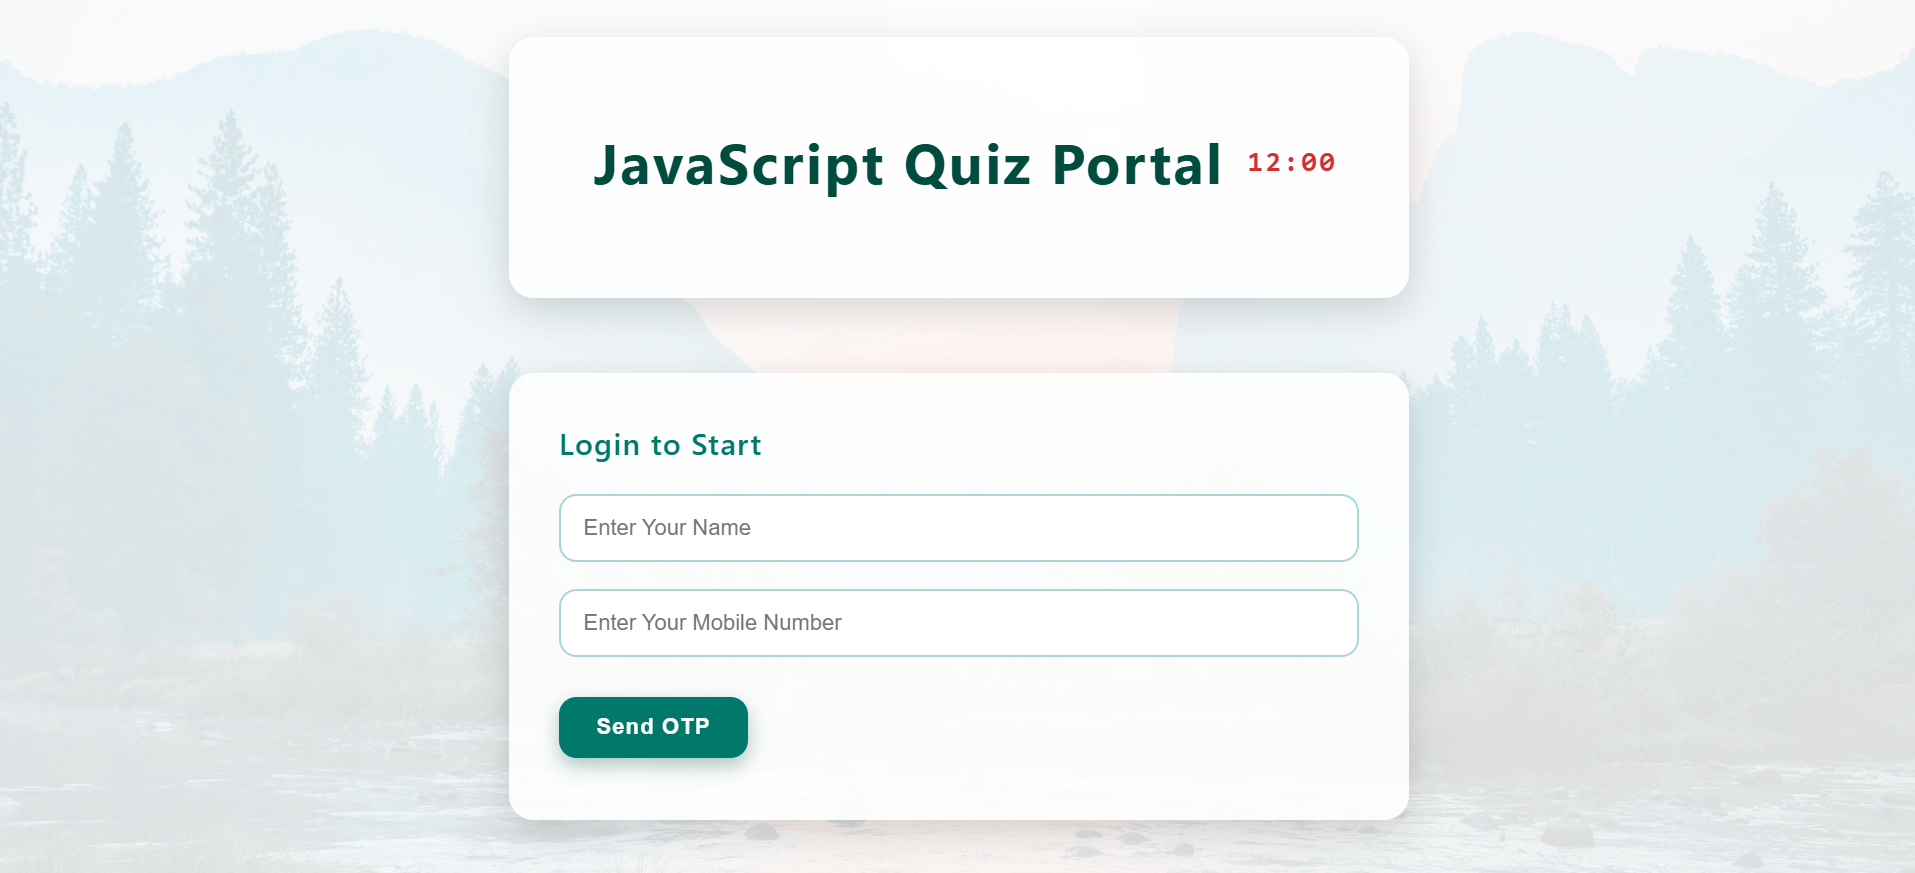 JavaScript Quiz Portal 12:00
Login to Start
Enter Your Name
Enter Your Mobile Number
Send OTP